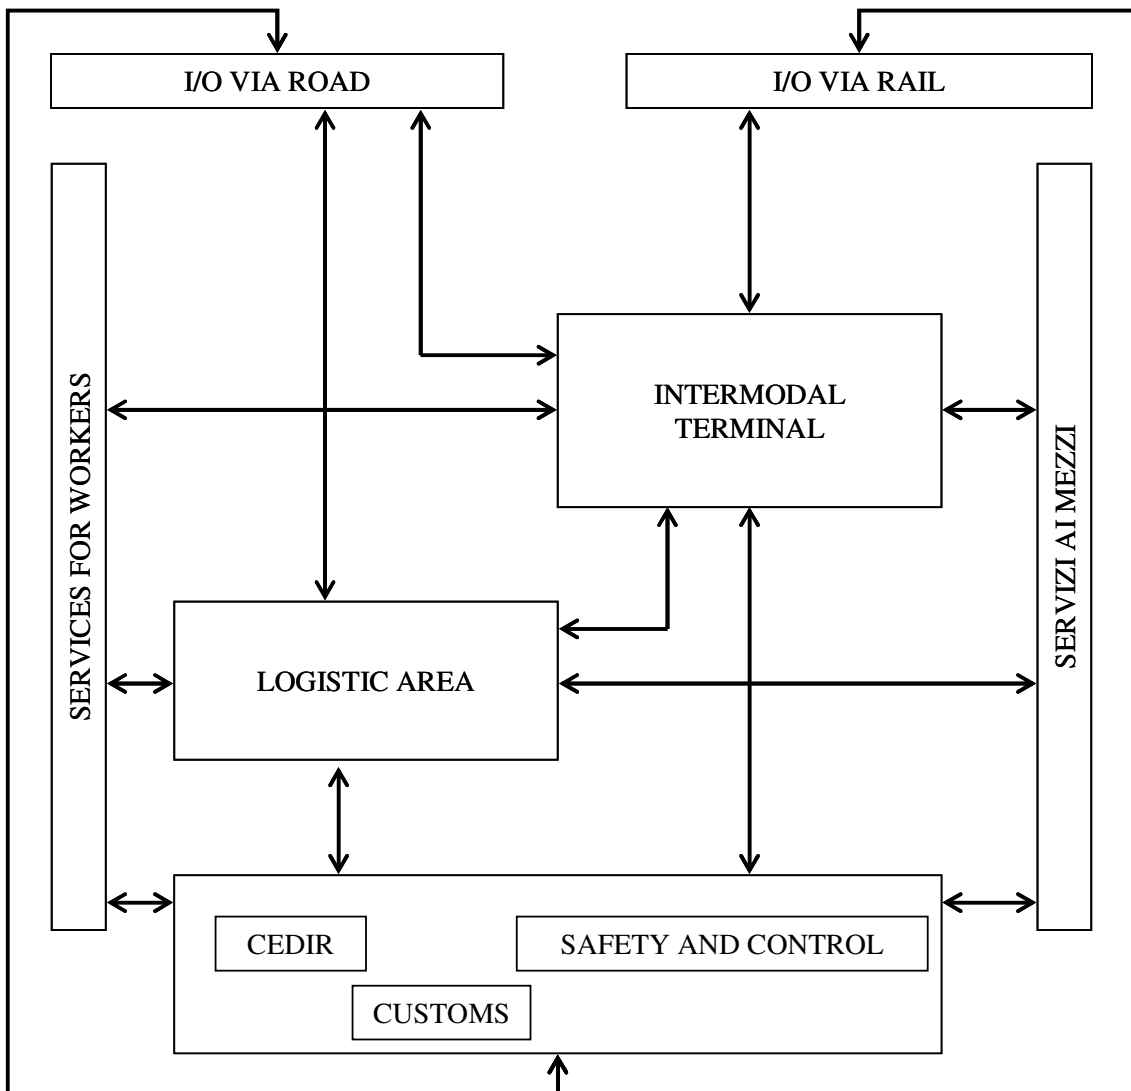 I/O VIA ROAD
I/O VIA RAIL
SERVICES FOR WORKERS
INTERMODAL
TERMINAL
SERVIZI AI MEZZI
LOGISTIC AREA
CEDIR
SAFETY AND CONTROL
CUSTOMS